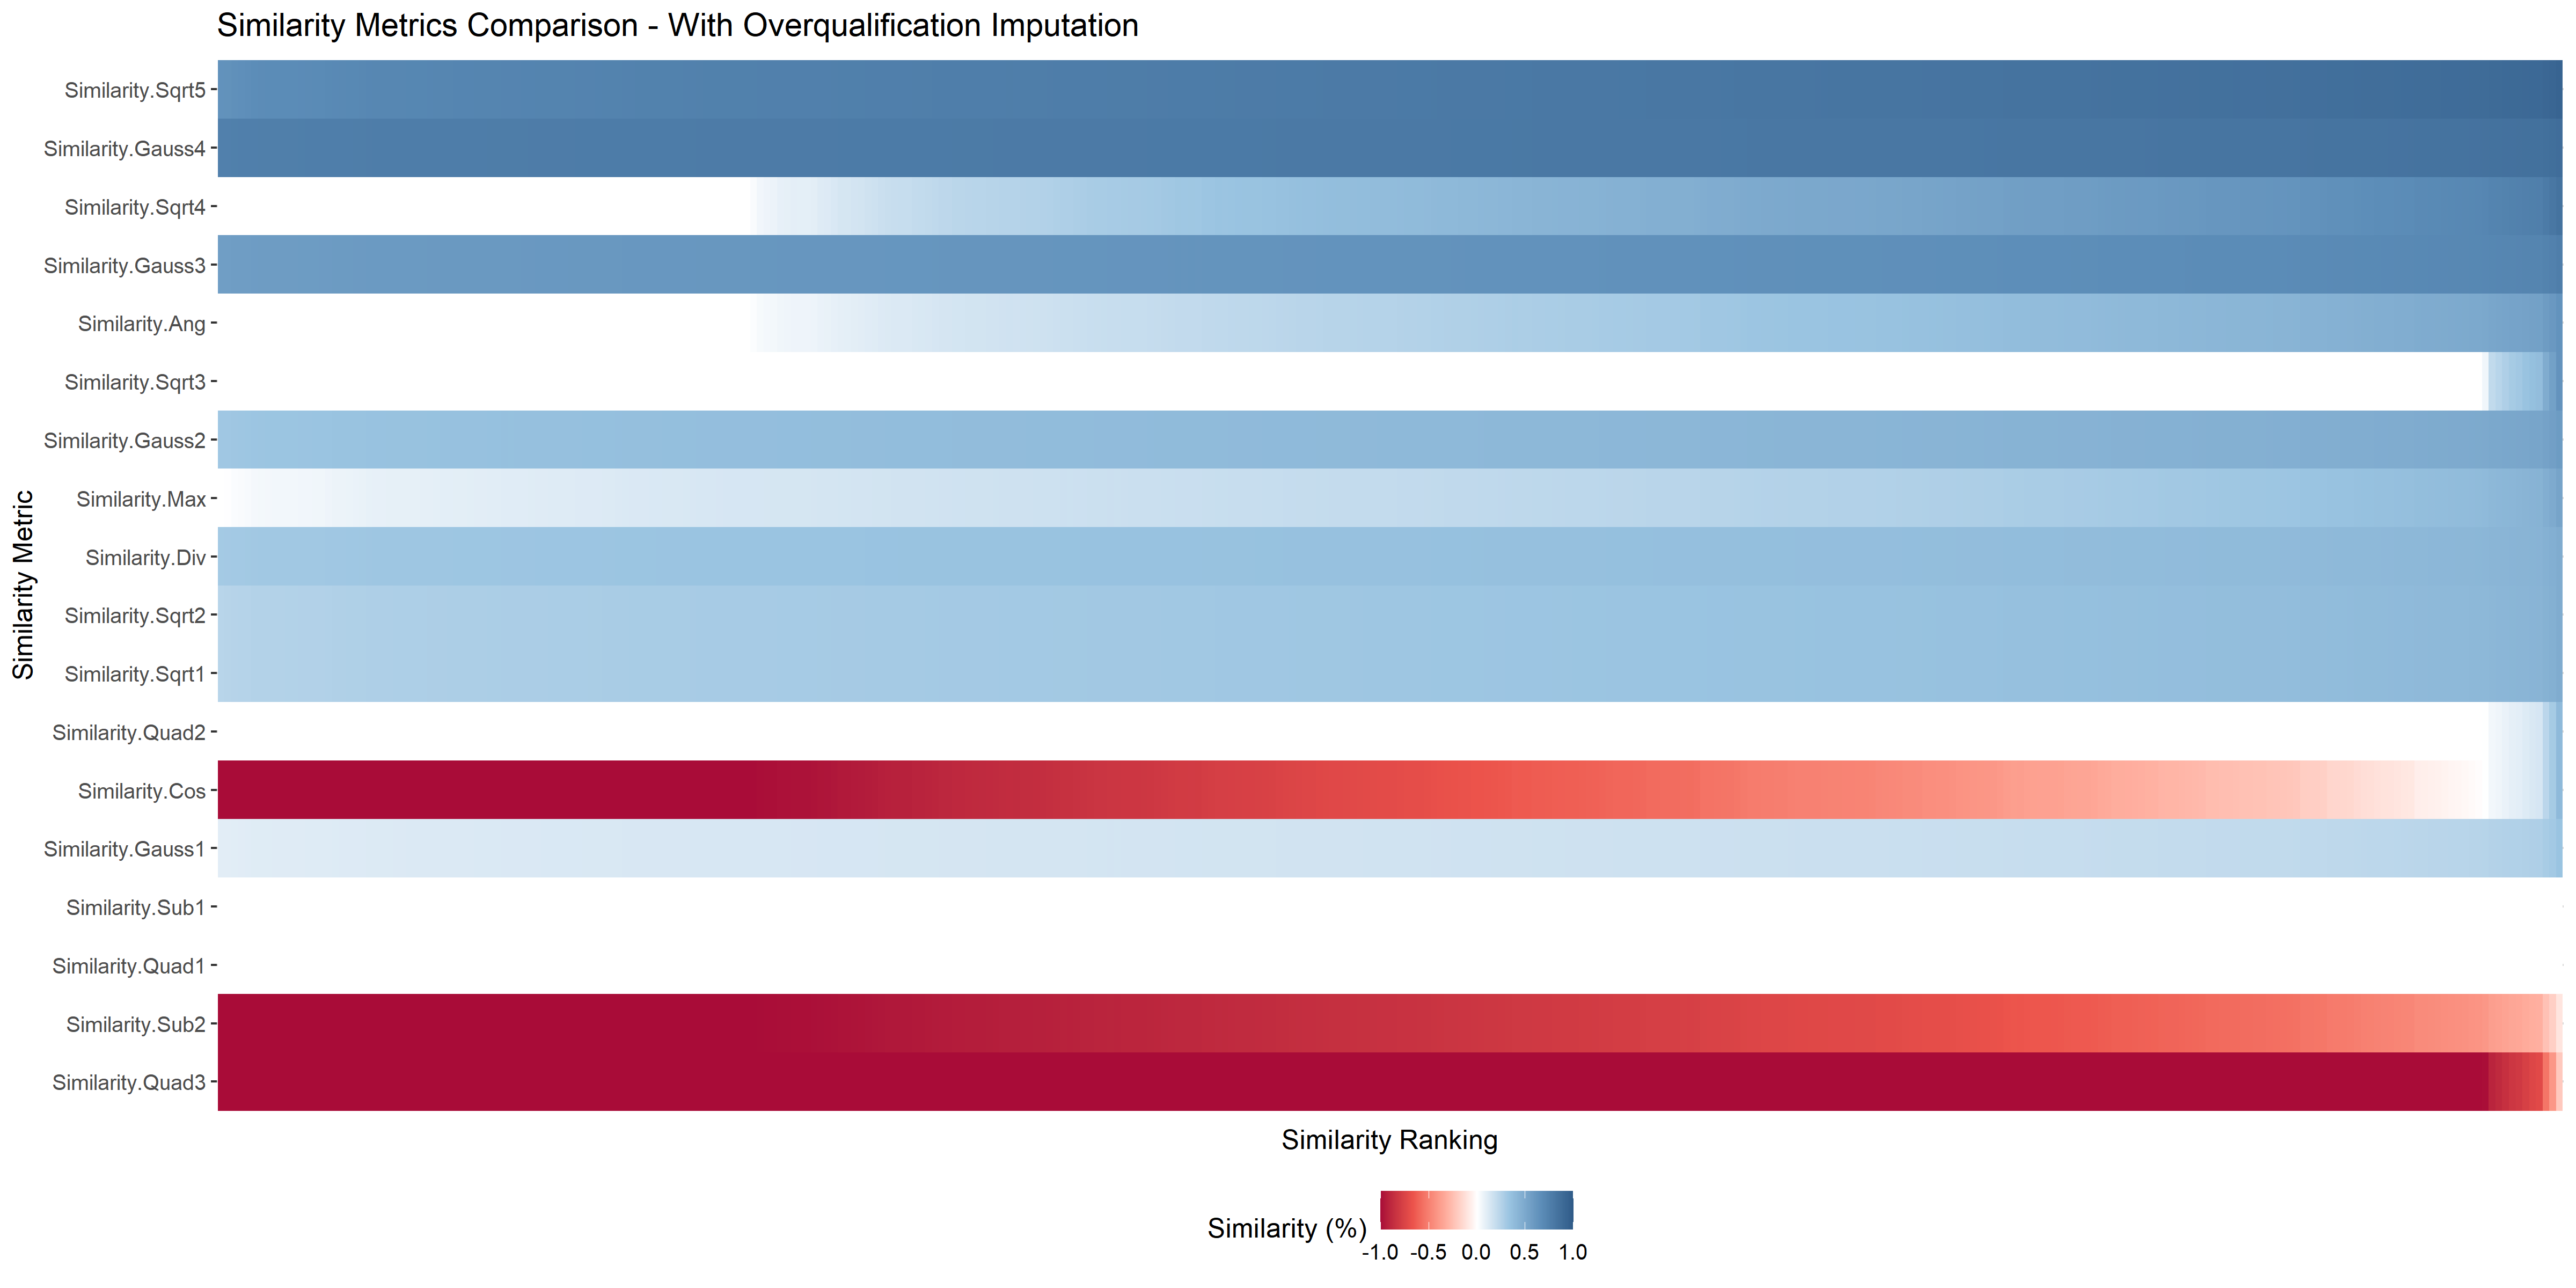 Similarity Metrics Comparison - With Overqualification Imputation
Similarity Metric
Similarity.Sqrt5
Similarity.Gauss4
Similarity.Sqrt4
Similarity.Gauss3
Similarity.Ang
Similarity.Sqrt3
Similarity.Gauss2
Similarity.Max
Similarity.Div
Similarity.Sqrt2
Similarity.Sqrt1
Similarity.Quad2
Similarity.Cos
Similarity.Gauss1
Similarity.Sub1
Similarity.Quad1
Similarity.Sub2
Similarity.Quad3
Similarity Ranking
Similarity (%)
-1.0 -0.5 0.0 0.5 1.0